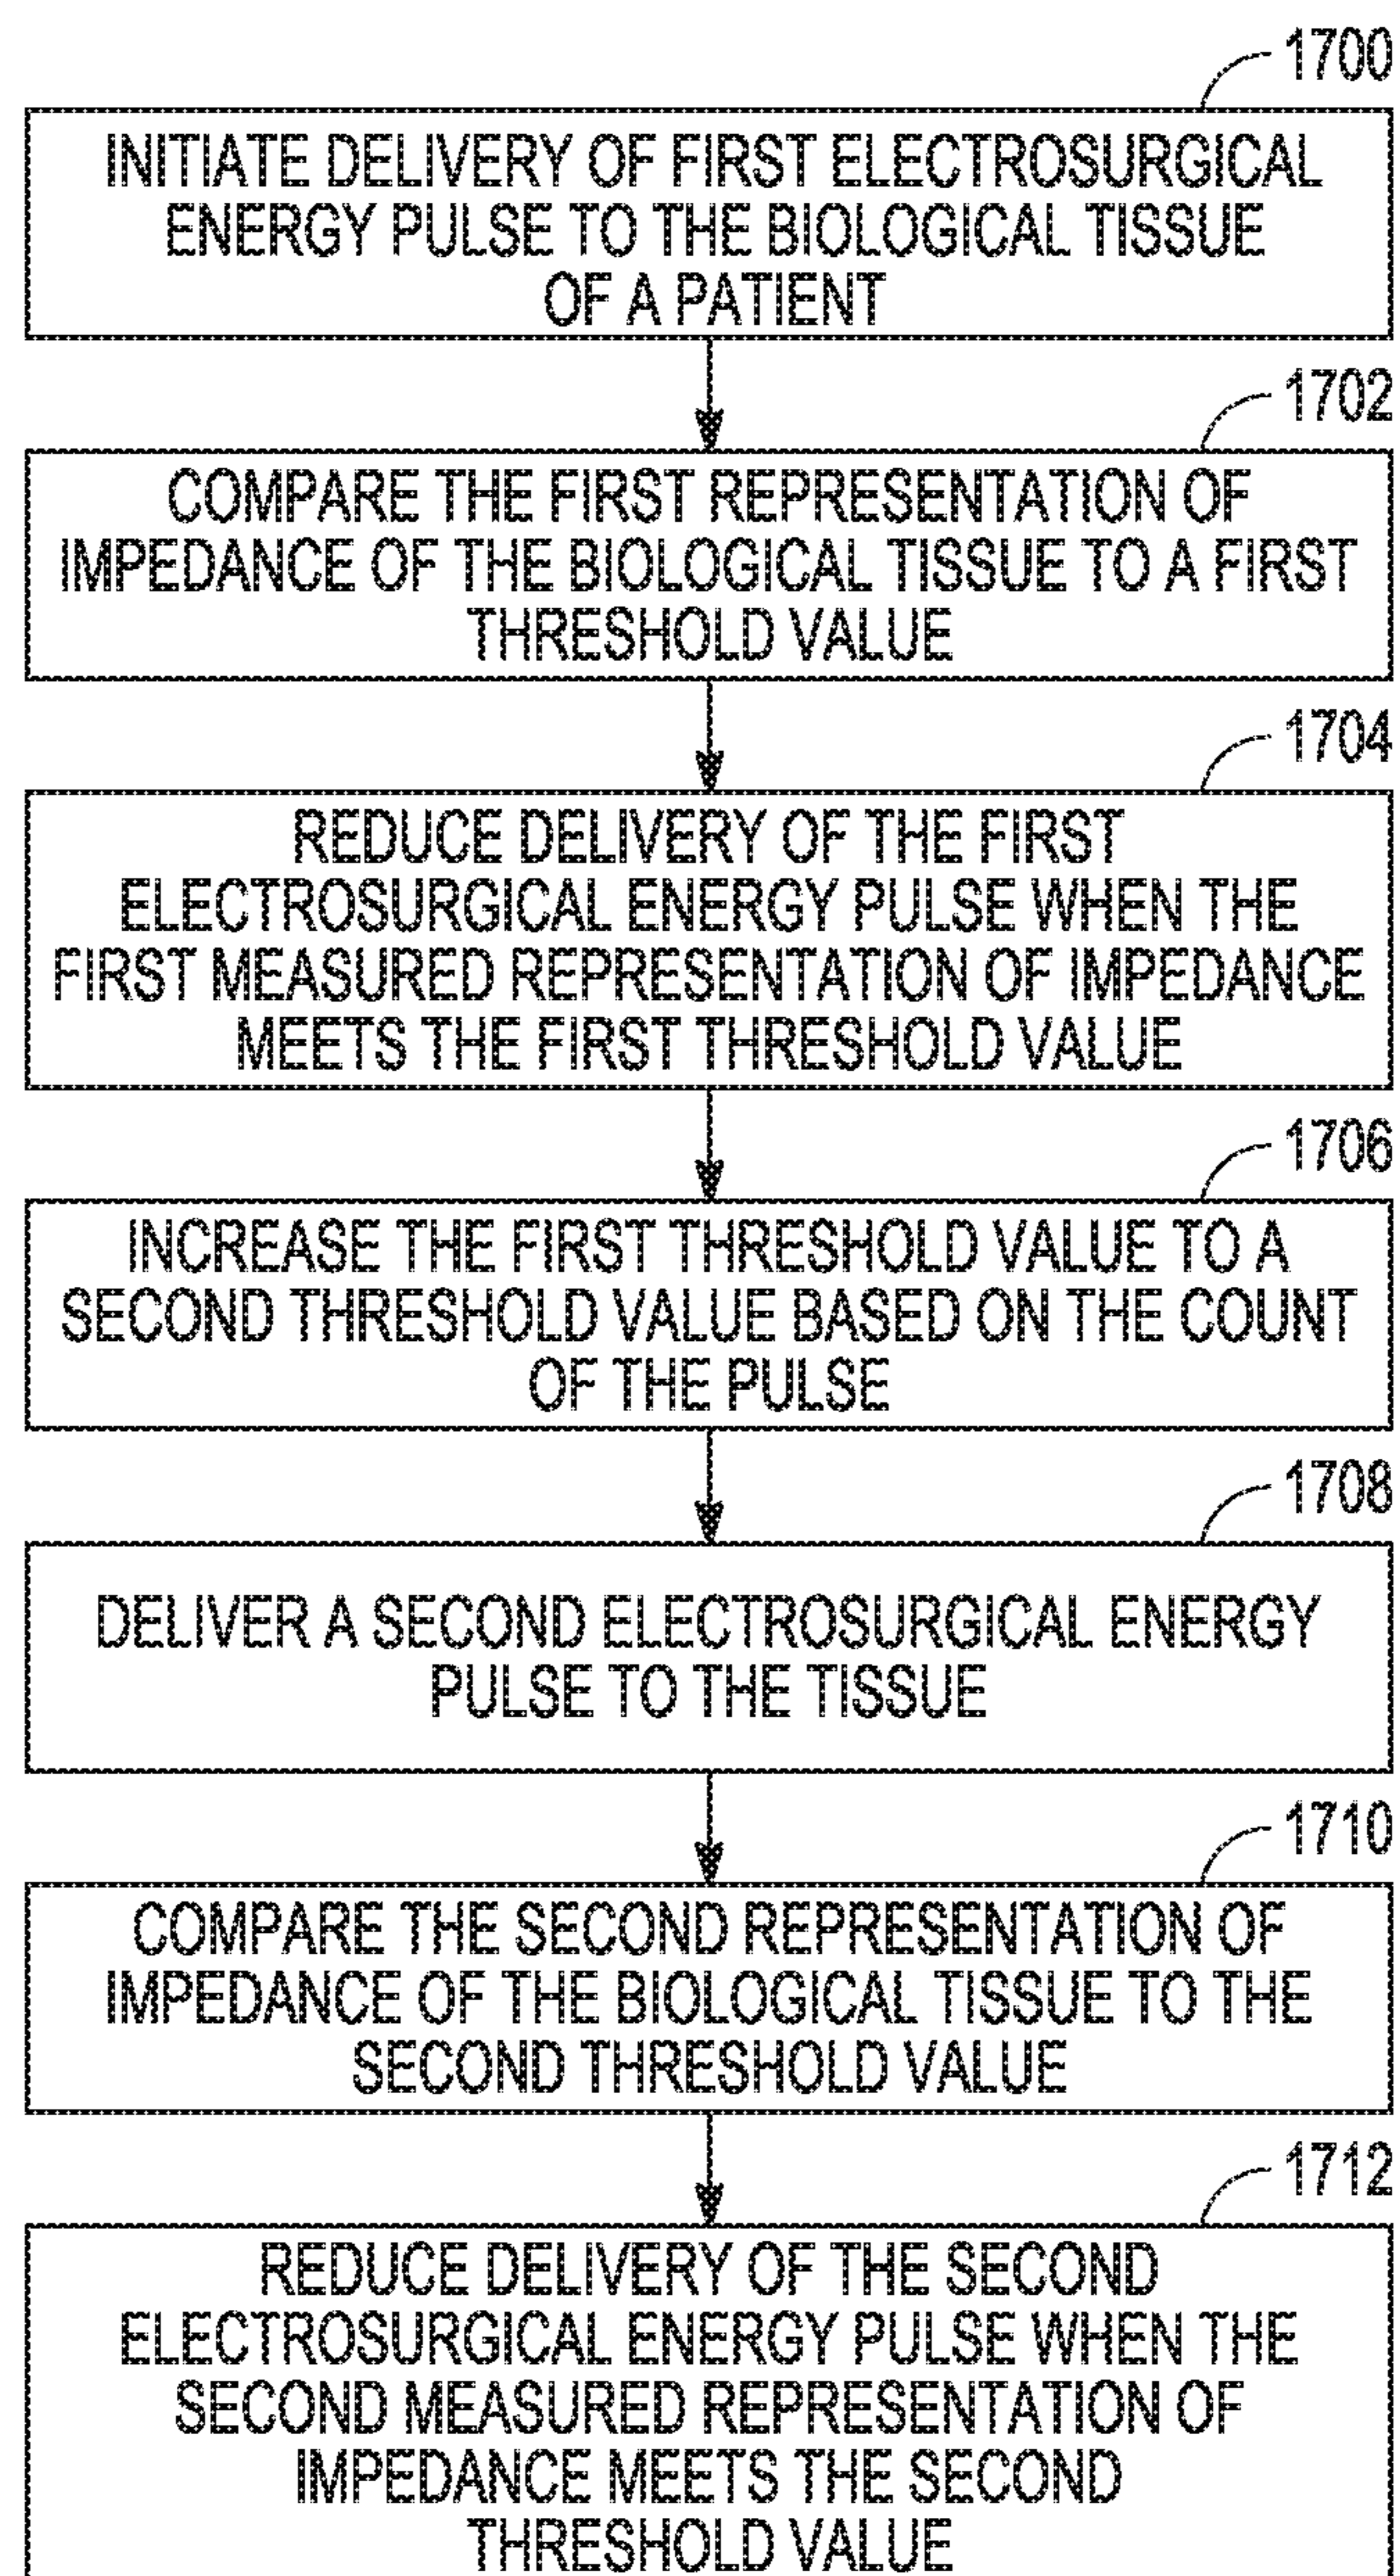 1700
INITIATE DELIVERY OF FIRST ELECTROSURGICAL
ENERGY PULSE TO THE BIOLOGICAL TISSUE
OF A PATIENT
1702
COMPARE THE FIRST REPRESENTATION OF
IMPEDANCE OF THE BIOLOGICAL TISSUE TO A FIRST
THRESHOLD VALUE
1704
REDUCE DELIVERY OF THE FIRST
ELECTROSURGICAL ENERGY PULSE WHEN THE
FIRST MEASURED REPRESENTATION OF IMPEDANCE
MEETS THE FIRST THRESHOLD VALUE
1706
INCREASE THE FIRST THRESHOLD VALUE TO A
SECOND THRESHOLD VALUE BASED ON THE COUNT
OF THE PULSE
1708
DELIVER A SECOND ELECTROSURGICAL ENERGY
PULSE TO THE TISSUE
1710
COMPARE THE SECOND REPRESENTATION OF
IMPEDANCE OF THE BIOLOGICAL TISSUE TO THE
SECOND THRESHOLD VALUE
1712
REDUCE DELIVERY OF THE SECOND
ELECTROSURGICAL ENERGY PULSE WHEN THE
SECOND MEASURED REPRESENTATION OF
IMPEDANCE MEETS THE SECOND
THRESHOLD VALUE